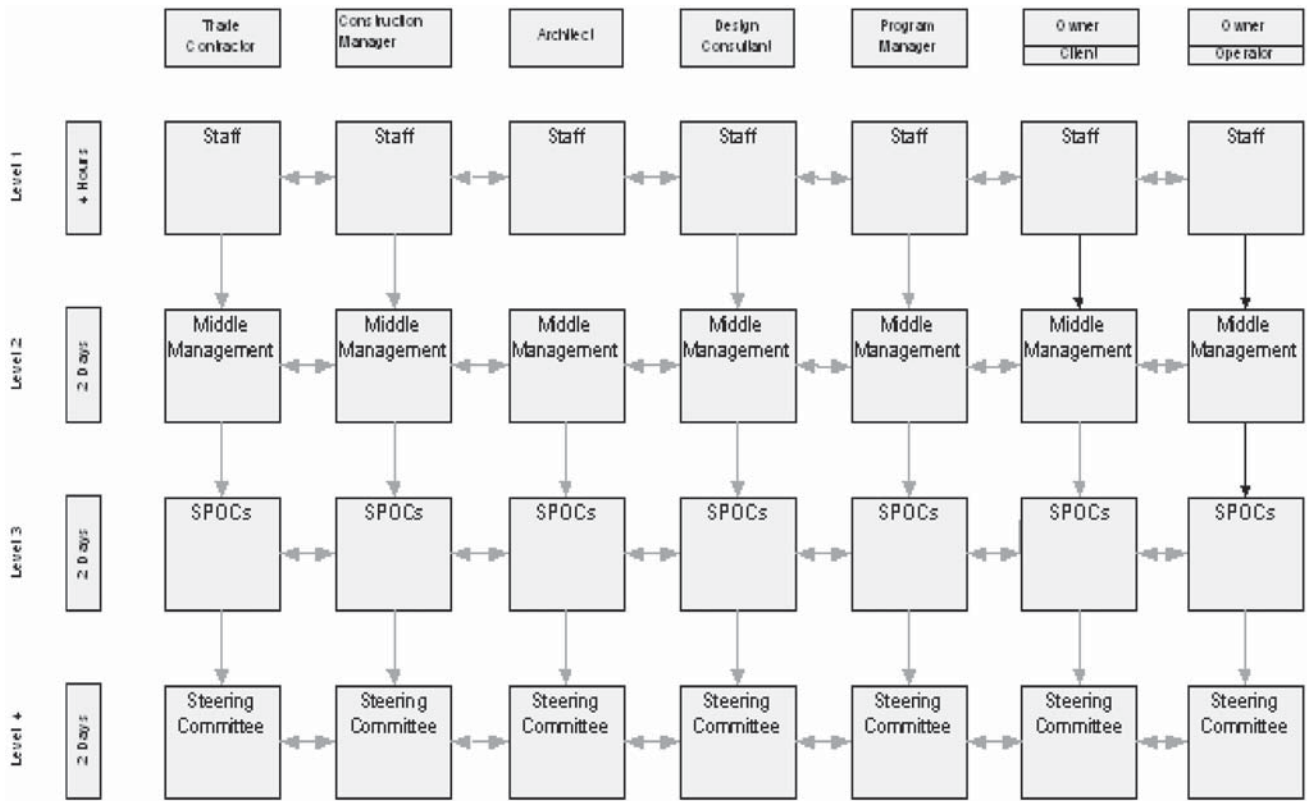 Trade
Contractor
Construction
Manager
Architect
Design
Consultant
Program
Manager
Owner
Client
Owner
Operator
Level 1
4 Hours
Staff
Staff
Staff
Staff
Staff
Staff
Staff
Level 2
2 Days
Middle
Management
Middle
Management
Middle
Management
Middle
Management
Middle
Management
Middle
Management
Middle
Management
Level 3
2 Days
SPOCs
SPOCs
SPOCs
SPOCs
SPOCs
SPOCs
SPOCs
Level 4
2 Days
Steering
Committee
Steering
Committee
Steering
Committee
Steering
Committee
Steering
Committee
Steering
Committee
Steering
Committee